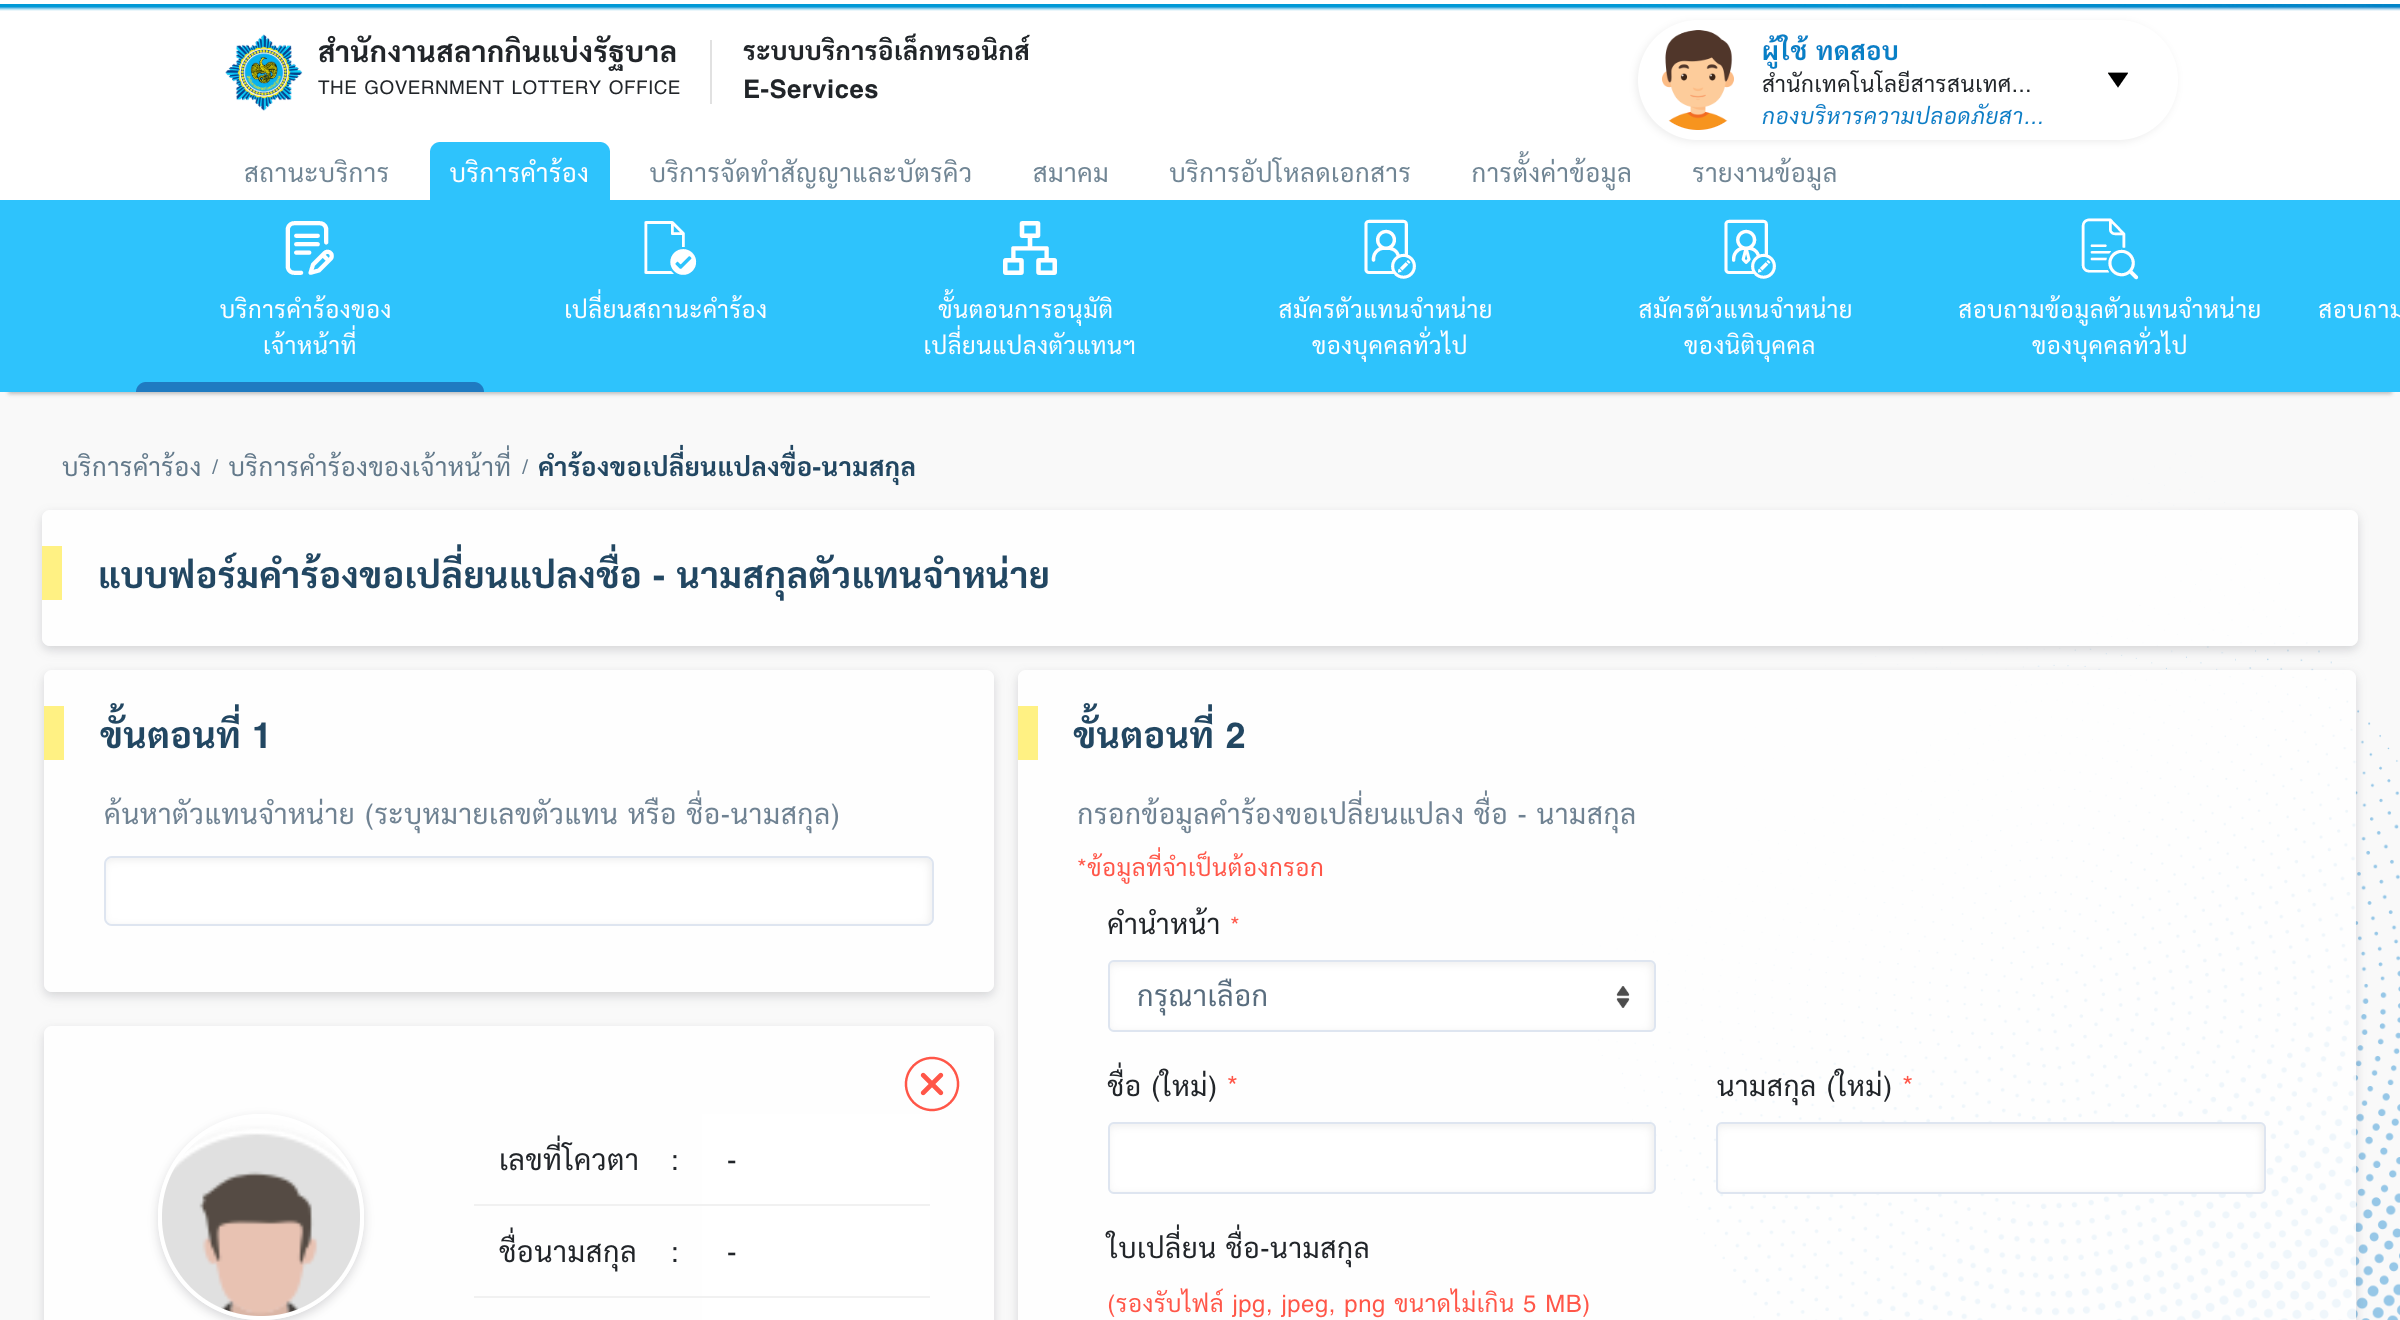 สำนักงานสลากกินแบ่งรัฐบาล
THE GOVERNMENT LOTTERY OFFICE
ระบบบริการอิเล็กทรอนิกส์
E-Services
ผู้ใช้ ทดสอบ
สำนักเทคโนโลยีสารสนเทศ...
กองบริหารความปลอดภัยสา...
สถานะบริการ
บริการคำร้อง
บริการจัดทำสัญญาและบัตรคิว
สมาคม
บริการอัปโหลดเอกสาร
การตั้งค่าข้อมูล
รายงานข้อมูล
บริการคำร้องของ
เจ้าหน้าที่
เปลี่ยนสถานะคำร้อง
ขั้นตอนการอนุมัติ
เปลี่ยนแปลงตัวแทนฯ
สมัครตัวแทนจำหน่าย
ของบุคคลทั่วไป
สมัครตัวแทนจำหน่าย
ของนิติบุคคล
สอบถามข้อมูลตัวแทนจำหน่าย
ของบุคคลทั่วไป
สอบถาม
บริการคำร้อง / บริการคำร้องของเจ้าหน้าที่ / คำร้องขอเปลี่ยนแปลงชื่อ-นามสกุล
แบบฟอร์มคำร้องขอเปลี่ยนแปลงชื่อ - นามสกุลตัวแทนจำหน่าย
ขั้นตอนที่ 1
ค้นหาตัวแทนจำหน่าย (ระบุหมายเลขตัวแทน หรือ ชื่อ-นามสกุล)
เลขที่โควตา : -
ชื่อนามสกุล : -
ขั้นตอนที่ 2
กรอกข้อมูลคำร้องขอเปลี่ยนแปลง ชื่อ - นามสกุล
*ข้อมูลที่จำเป็นต้องกรอก
คำนำหน้า *
กรุณาเลือก
ชื่อ (ใหม่) *
นามสกุล (ใหม่) *
ใบเปลี่ยน ชื่อ-นามสกุล
(รองรับไฟล์ jpg, jpeg, png ขนาดไม่เกิน 5 MB)